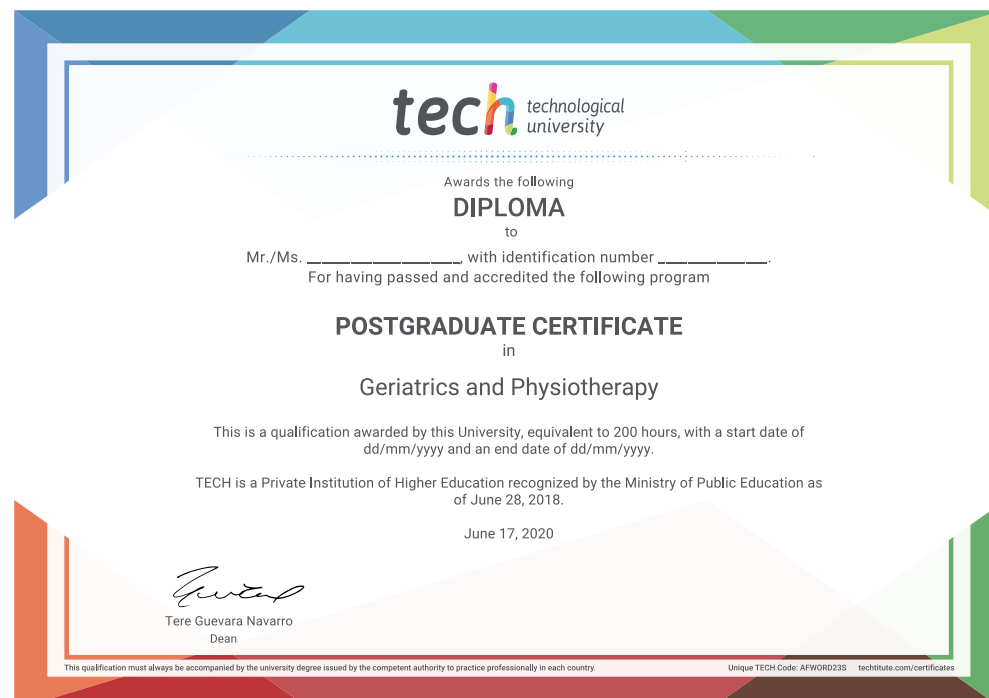 tech technological
university
Awards the following
DIPLOMA
to
Mr./Ms. ____________________, with identification number ______________.
For having passed and accredited the following program
POSTGRADUATE CERTIFICATE
in
Geriatrics and Physiotherapy
This is a qualification awarded by this University, equivalent to 200 hours, with a start date of
dd/mm/yyyy and an end date of dd/mm/yyyy.
TECH is a Private Institution of Higher Education recognized by the Ministry of Public Education as
of June 28, 2018.
June 17, 2020
Tere Guevara Navarro
Dean
This qualification must always be accompanied by the university degree issued by the competent authority to practice professionally in each country.
Unique TECH Code: AFWORD23S techtitute.com/certificates